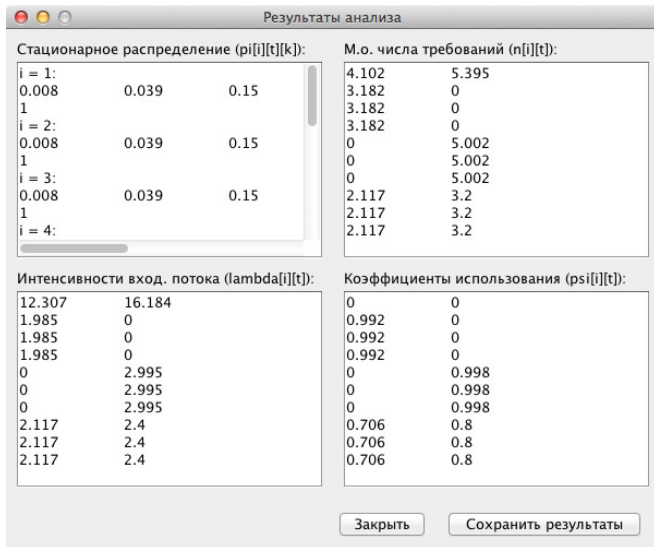 Результаты анализа
Стационарное распределение (pi[i][t][k]):
i = 1:
0.008 0.039 0.15
1
i = 2:
0.008 0.039 0.15
1
i = 3:
0.008 0.039 0.15
1
i = 4:
М.о. числа требований (n[i][t]):
4.102 5.395
3.182 0
3.182 0
3.182 0
0 5.002
0 5.002
0 5.002
2.117 3.2
2.117 3.2
2.117 3.2
Интенсивности вход. потока (lambda[i][t]):
12.307 16.184
1.985 0
1.985 0
1.985 0
0 2.995
0 2.995
0 2.995
2.117 2.4
2.117 2.4
2.117 2.4
Коэффициенты использования (psi[i][t]):
0 0
0.992 0
0.992 0
0.992 0
0 0.998
0 0.998
0 0.998
0.706 0.8
0.706 0.8
0.706 0.8
Закрыть Сохранить результаты